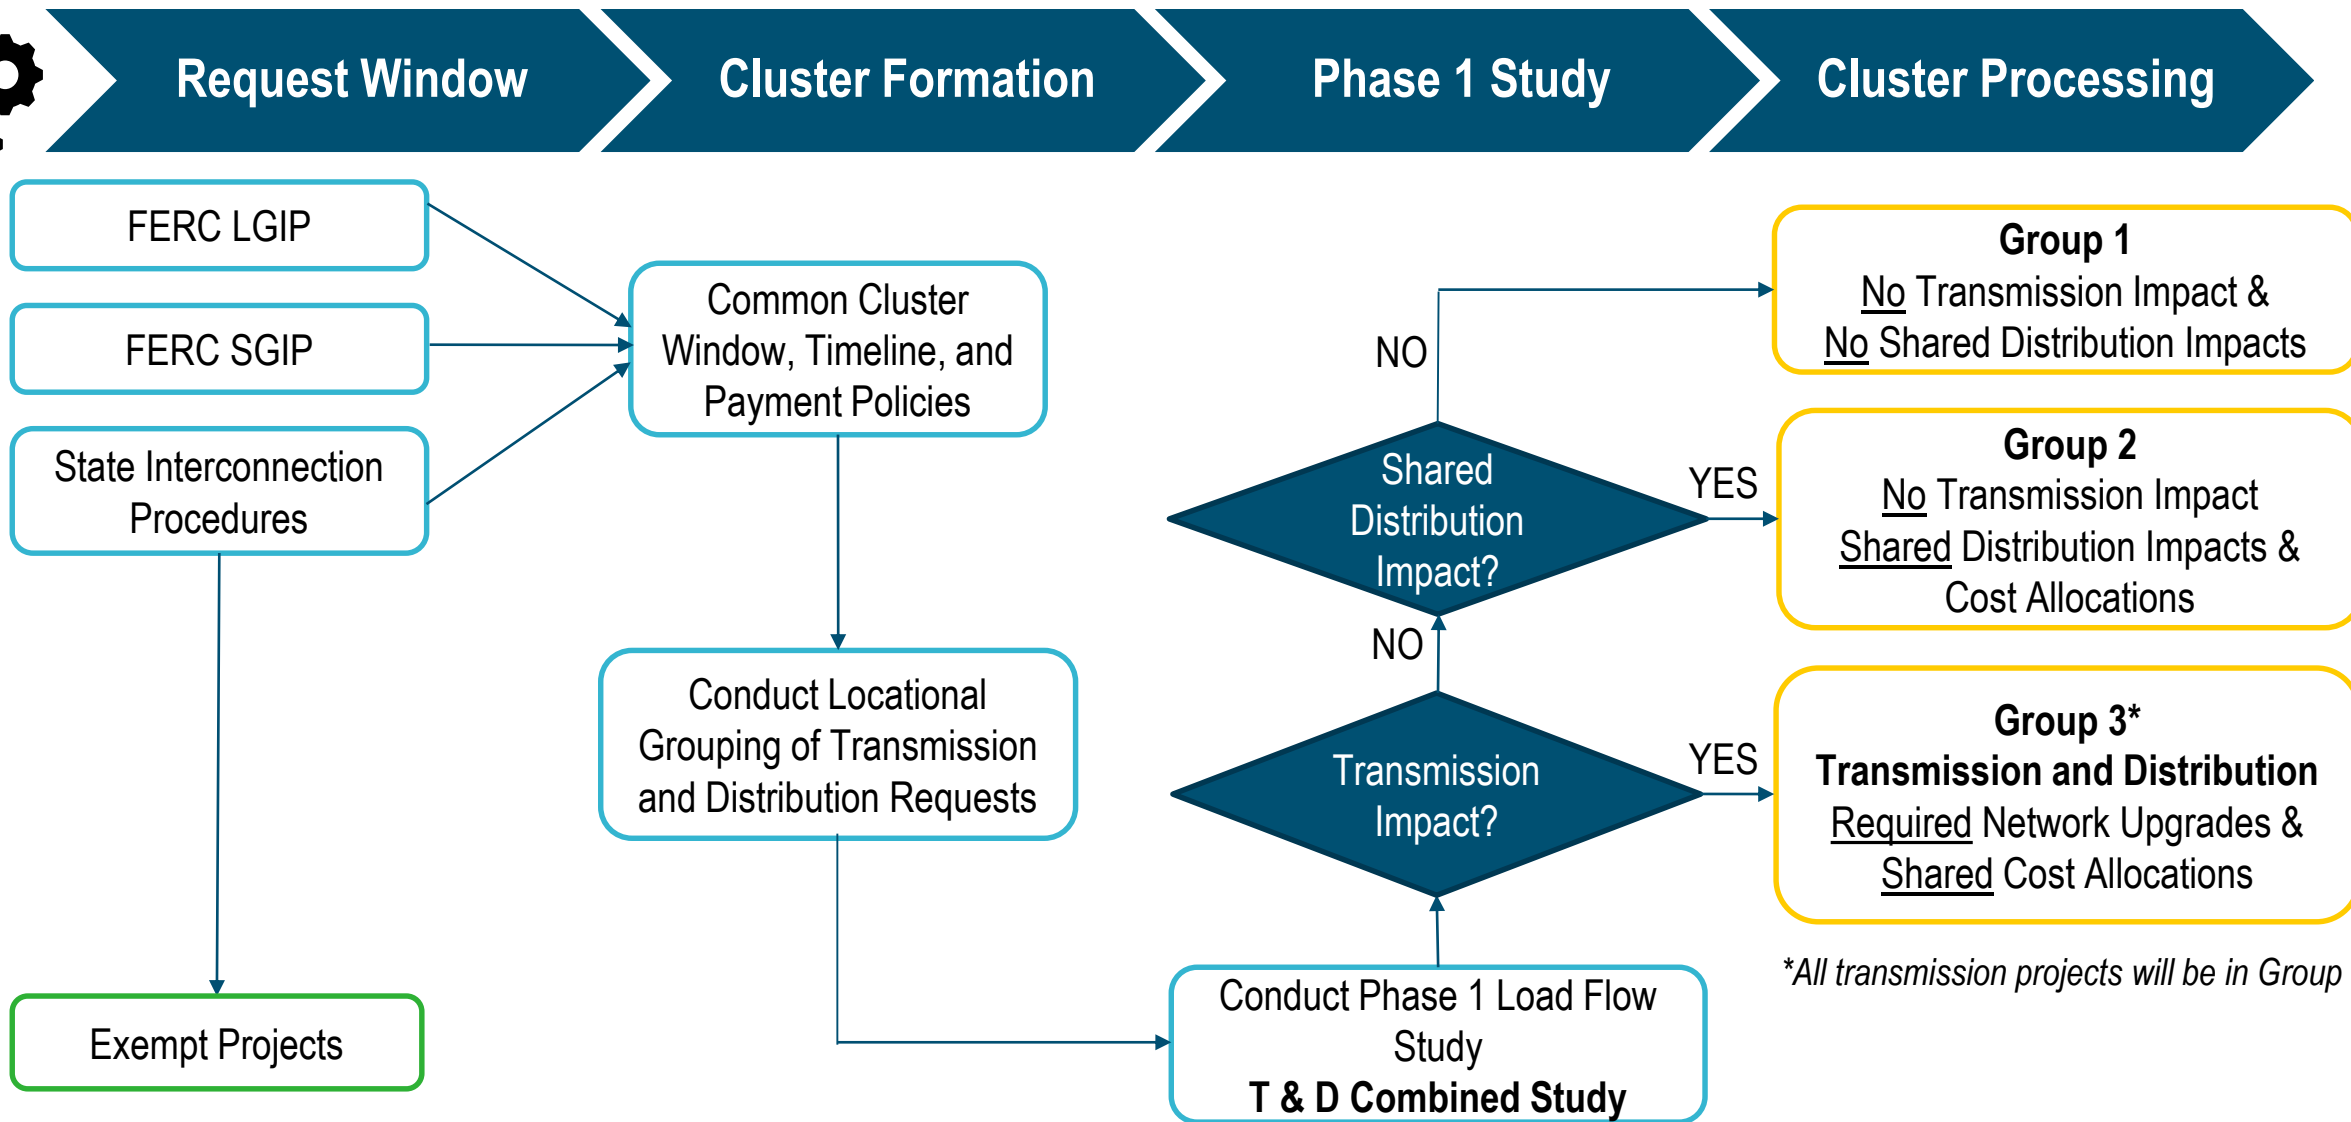 Request Window
Cluster Formation
Phase 1 Study
Cluster Processing
FERC LGIP
FERC SGIP
State Interconnection
Procedures
Exempt Projects
Common Cluster
Window, Timeline, and
Payment Policies
Conduct Locational
Grouping of Transmission
and Distribution Requests
NO
Shared
Distribution
Impact?
YES
NO
Transmission
Impact?
YES
Conduct Phase 1 Load Flow
Study
T & D Combined Study
Group 1
No Transmission Impact &
No Shared Distribution Impacts
Group 2
No Transmission Impact
Shared Distribution Impacts &
Cost Allocations
Group 3*
Transmission and Distribution
Required Network Upgrades &
Shared Cost Allocations
*All transmission projects will be in Group